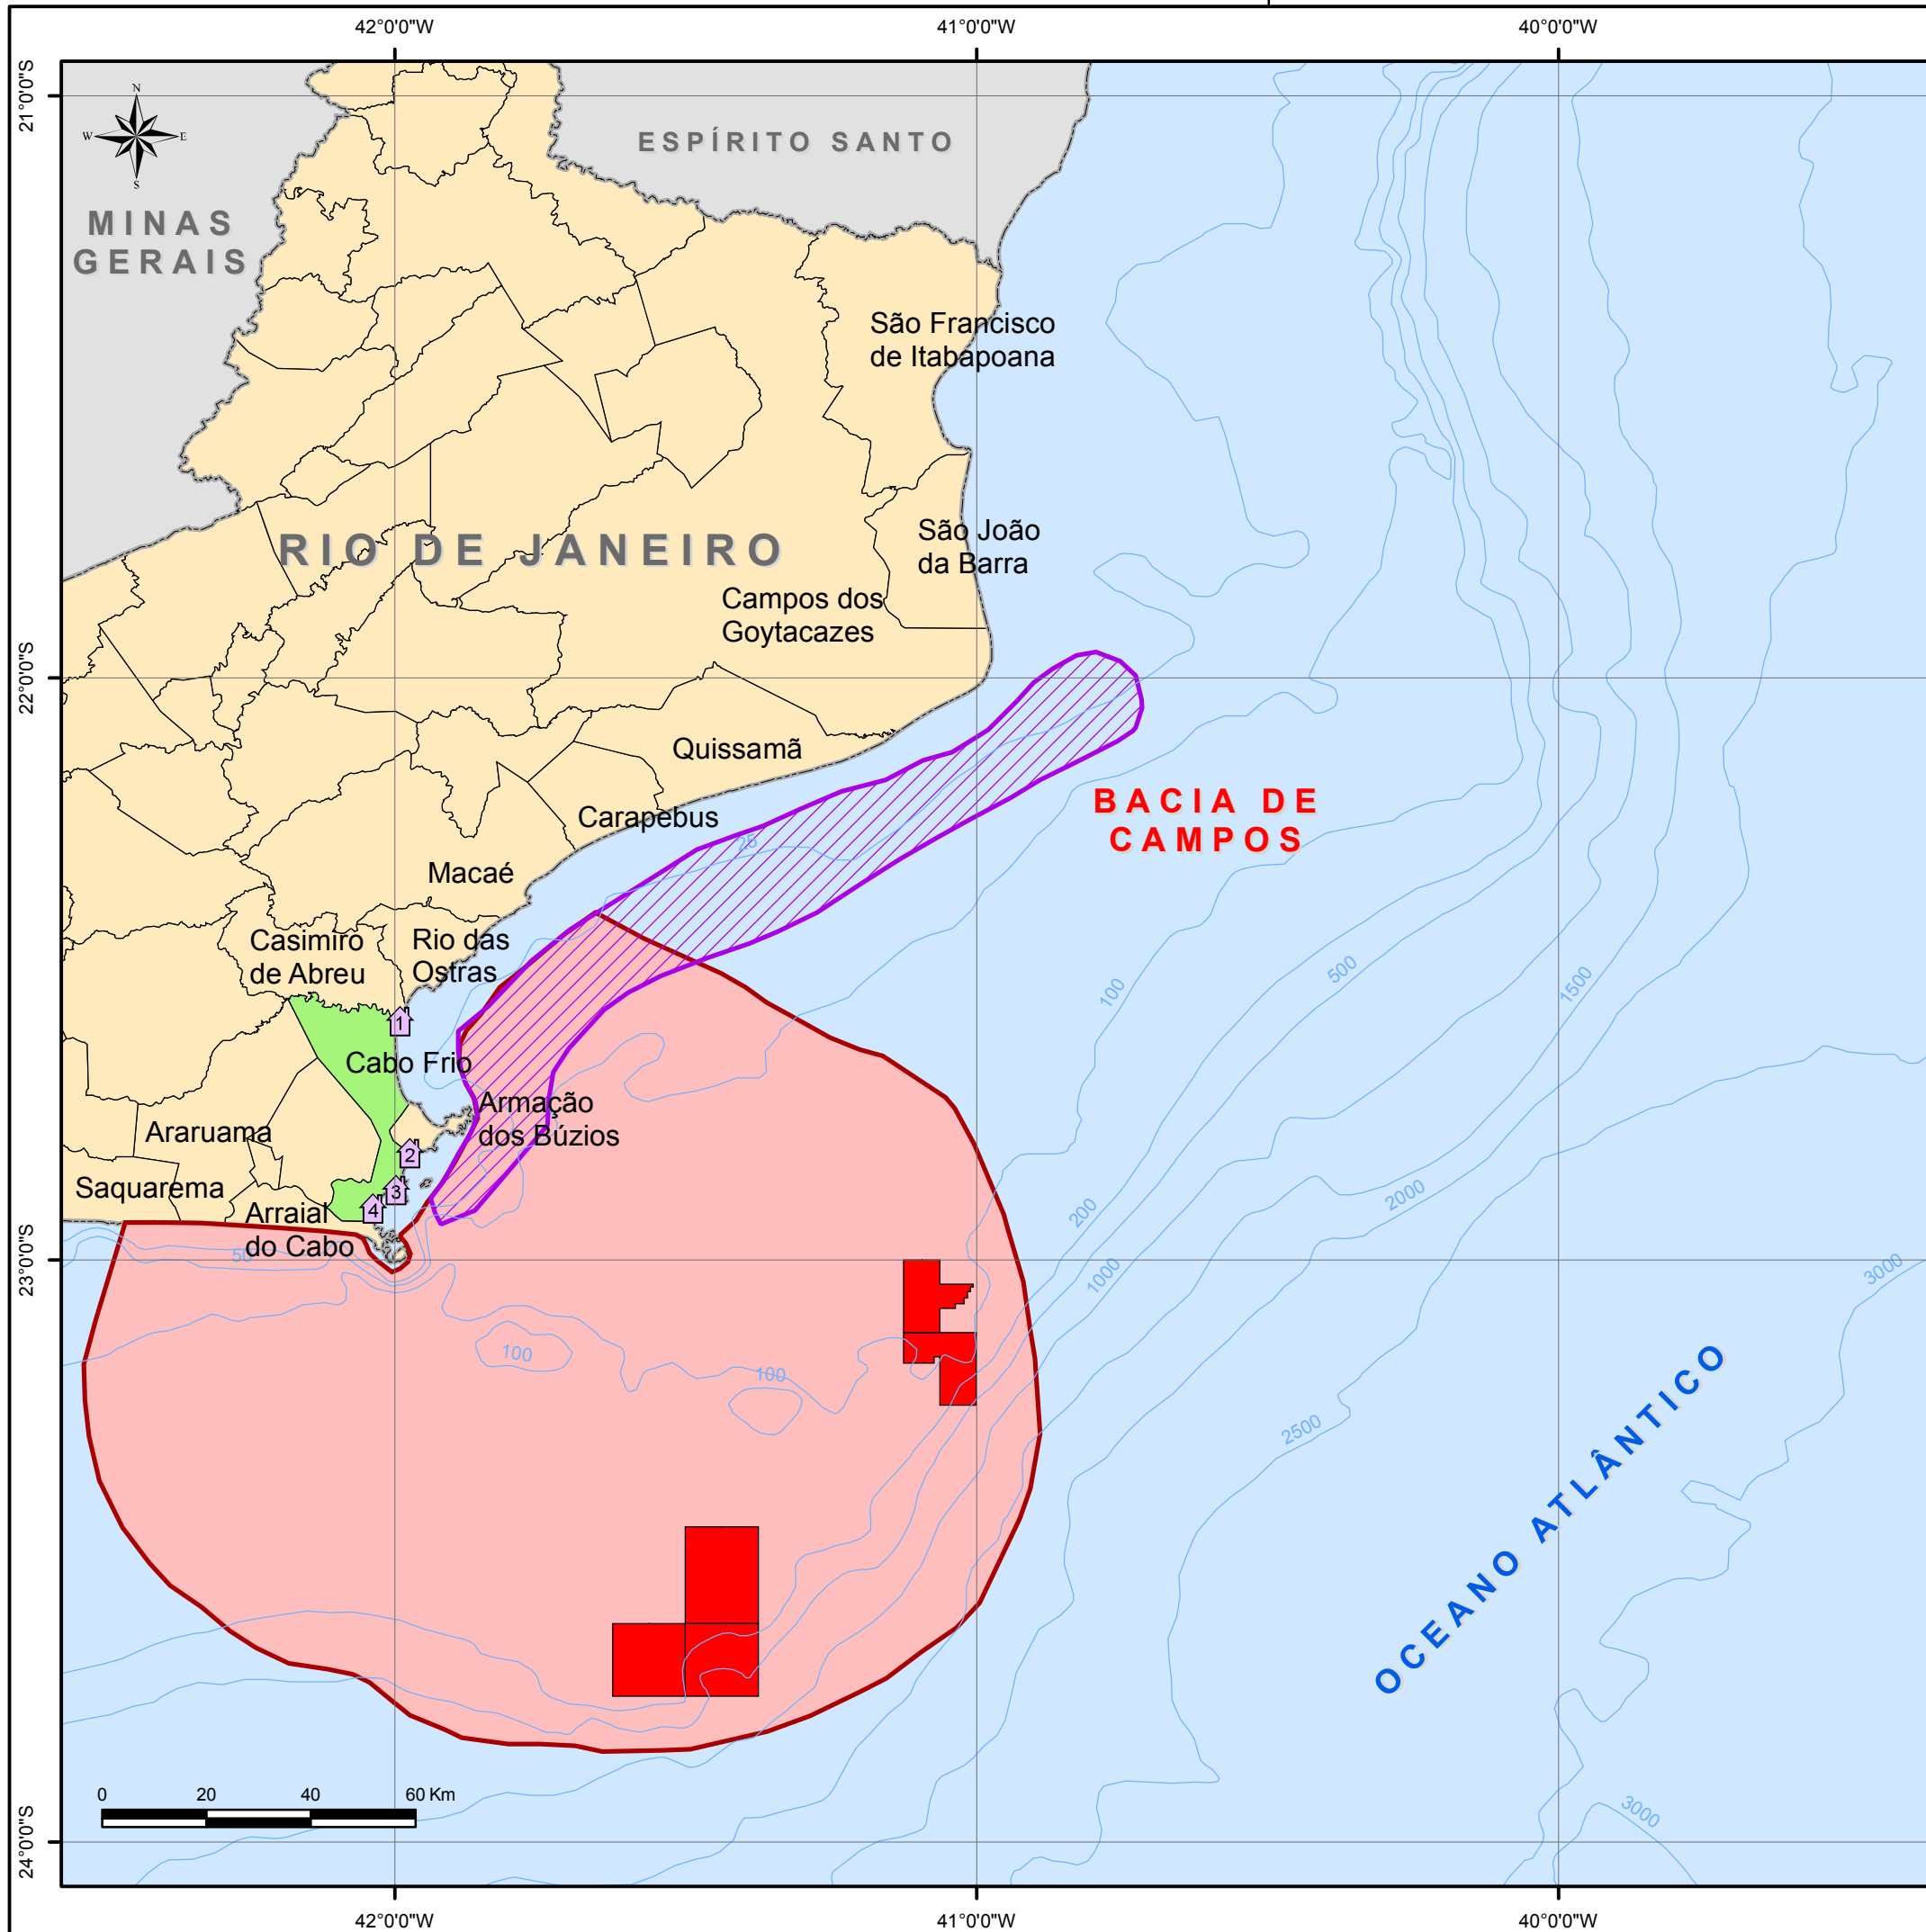 42°0'0"W
41°0'0"W
40°0'0"W
21°0'0"S
N
W
E
S
ESPÍRITO SANTO
MINAS
GERAIS
São Francisco
de Itabapoana
RIO DE JANEIRO
São João
da Barra
Campos dos
Goytacazes
22°0'0"S
Quissamã
BACIA DE
CAMPOS
Carapebus
25
Macaé
Casimiro
de Abreu
Rio das
Ostras
100
500
1500
1
Cabo Frio
Armação
dos Búzios
Araruama
2
Saquarema
3
4
Arraial
do Cabo
50
200
2000
1000
3000
23°0'0"S
100
100
2500
OCEANO ATLÂNTICO
0
20
40
60 Km
3000
24°0'0"S
42°0'0"W
41°0'0"W
40°0'0"W